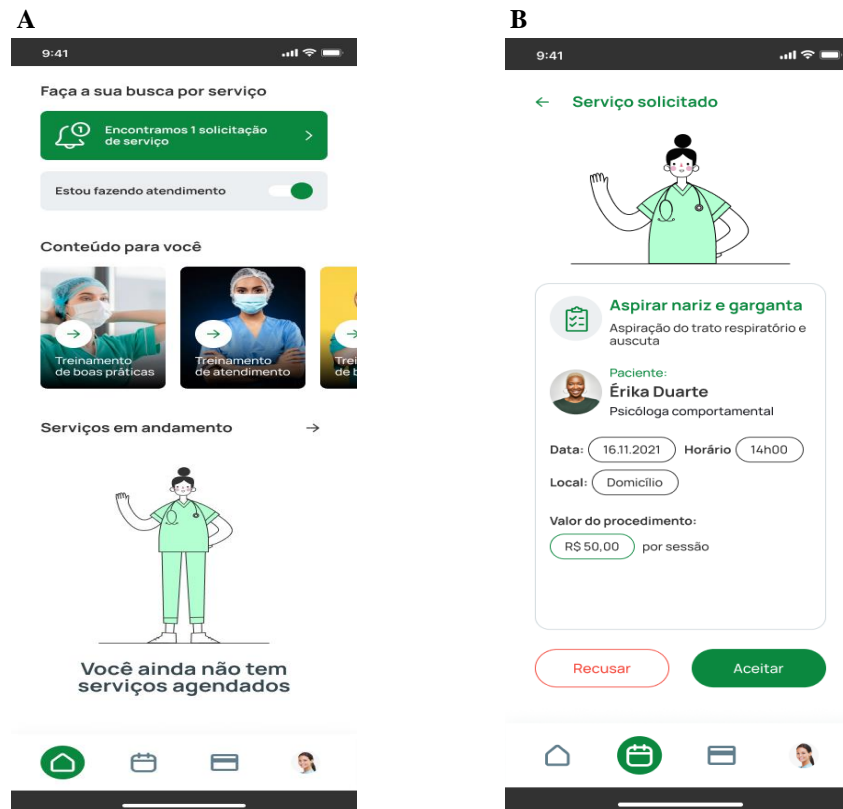 A
9:41
Faça a sua busca por serviço
1
Encontramos 1 solicitação
de serviço
Estou fazendo atendimento
Conteúdo para você
Treinamento
de boas práticas
Treinamento
de atendimento
Trei
de b
Serviços em andamento
Você ainda não tem
serviços agendados
B
9:41
Serviço solicitado
Aspirar nariz e garganta
Aspiração do trato respiratório e
auscuta
Paciente:
Érika Duarte
Psicóloga comportamental
Data: 16.11.2021 Horário 14h00
Local: Domicílio
Valor do procedimento:
R$ 50,00 por sessão
Recusar Aceitar